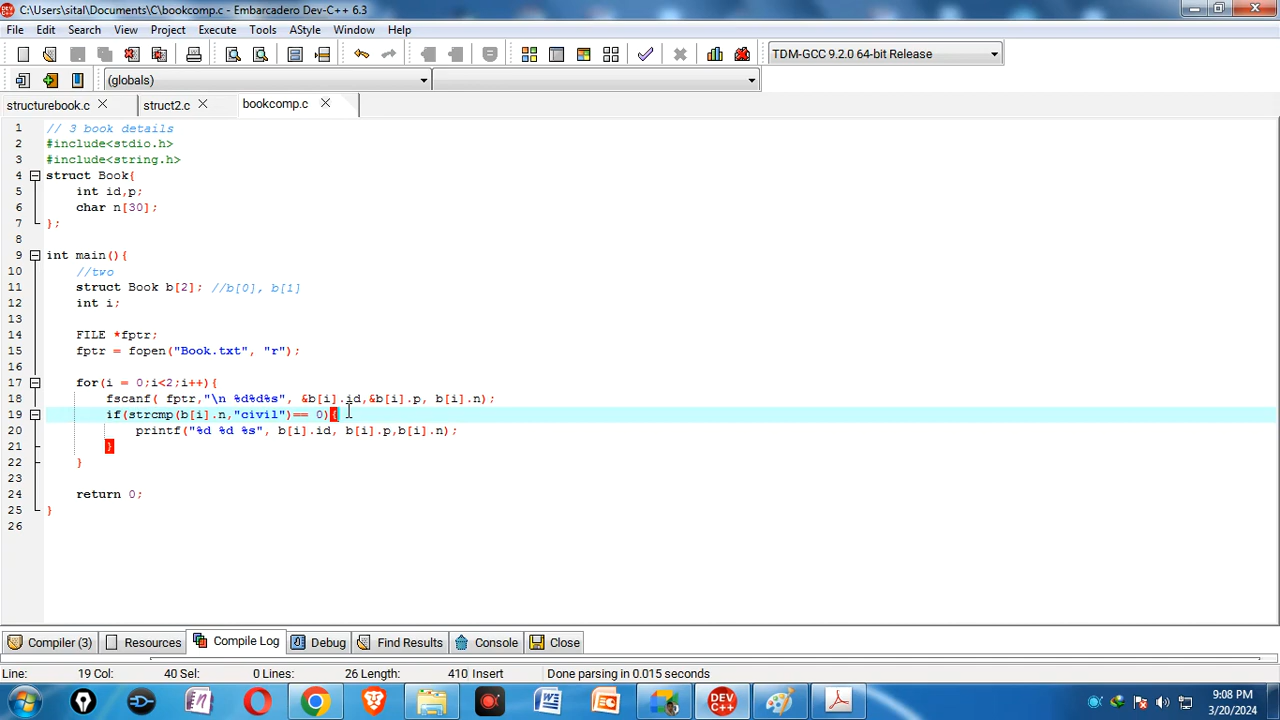 C:\Users\sital\Documents\C\bookcomp.c - Embarcadero Dev-C++ 6.3
File Edit Search View Project Execute Tools AStyle Window Help
TDM-GCC 9.2.0 64-bit Release
(globals)
structurebook.c struct2.c bookcomp.c
1 // 3 book details
2 #include<stdio.h>
3 #include<string.h>
4 struct Book{
5 int id,p;
6 char n[30];
7 };
8
9 int main(){
10 //two
11 struct Book b[2]; //b[0], b[1]
12 int i;
13
14 FILE *fptr;
15 fptr = fopen("Book.txt", "r");
16
17 for(i = 0;i<2;i++){
18 fscanf( fptr,"\n %d%d%s", &b[i].id,&b[i].p, b[i].n);
19 if(strcmp(b[i].n,"civil")== 0){
20 printf("%d %d %s", b[i].id, b[i].p,b[i].n);
21 }
22 }
23
24 return 0;
25 }
26
Compiler (3) Resources Compile Log Debug Find Results Console Close
Line: 19 Col: 40 Sel: 0 Lines: 26 Length: 410 Insert Done parsing in 0.015 seconds
DEV C++
9:08 PM
3/20/2024